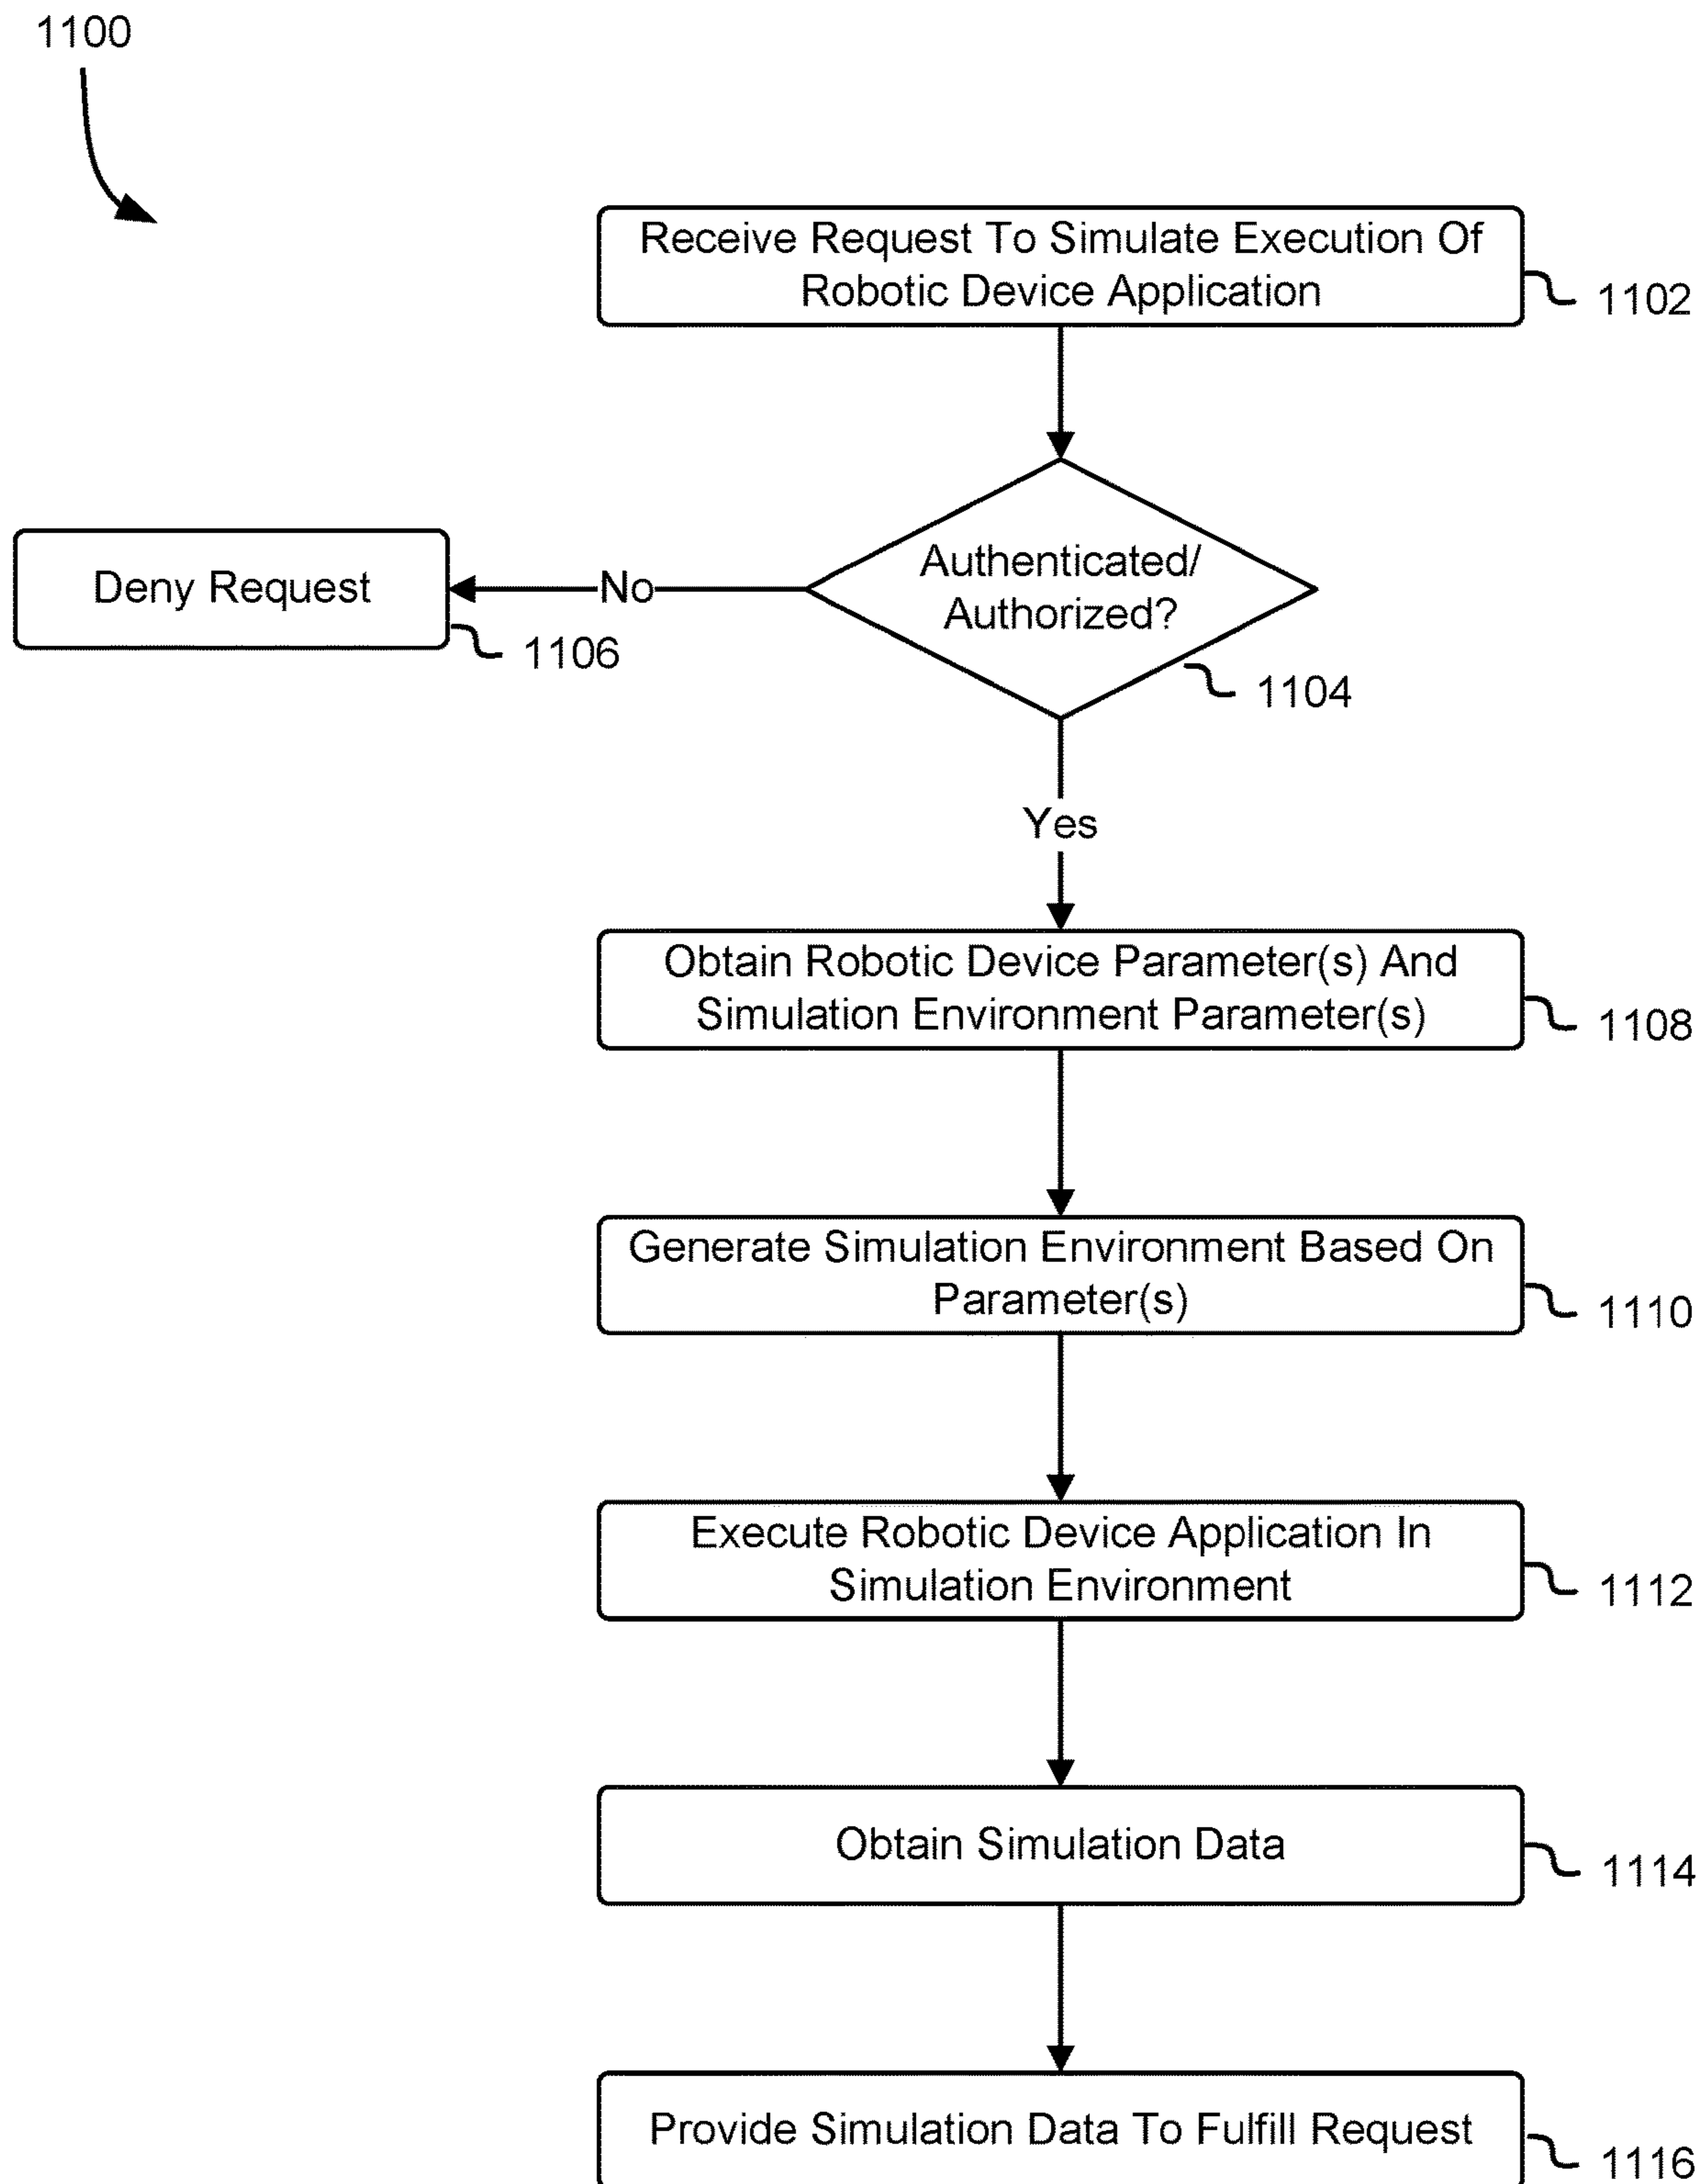 1100
Receive Request To Simulate Execution Of
Robotic Device Application
1102
Authenticated/
Authorized?
1104
No
Deny Request
1106
Yes
Obtain Robotic Device Parameter(s) And
Simulation Environment Parameter(s)
1108
Generate Simulation Environment Based On
Parameter(s)
1110
Execute Robotic Device Application In
Simulation Environment
1112
Obtain Simulation Data
1114
Provide Simulation Data To Fulfill Request
1116